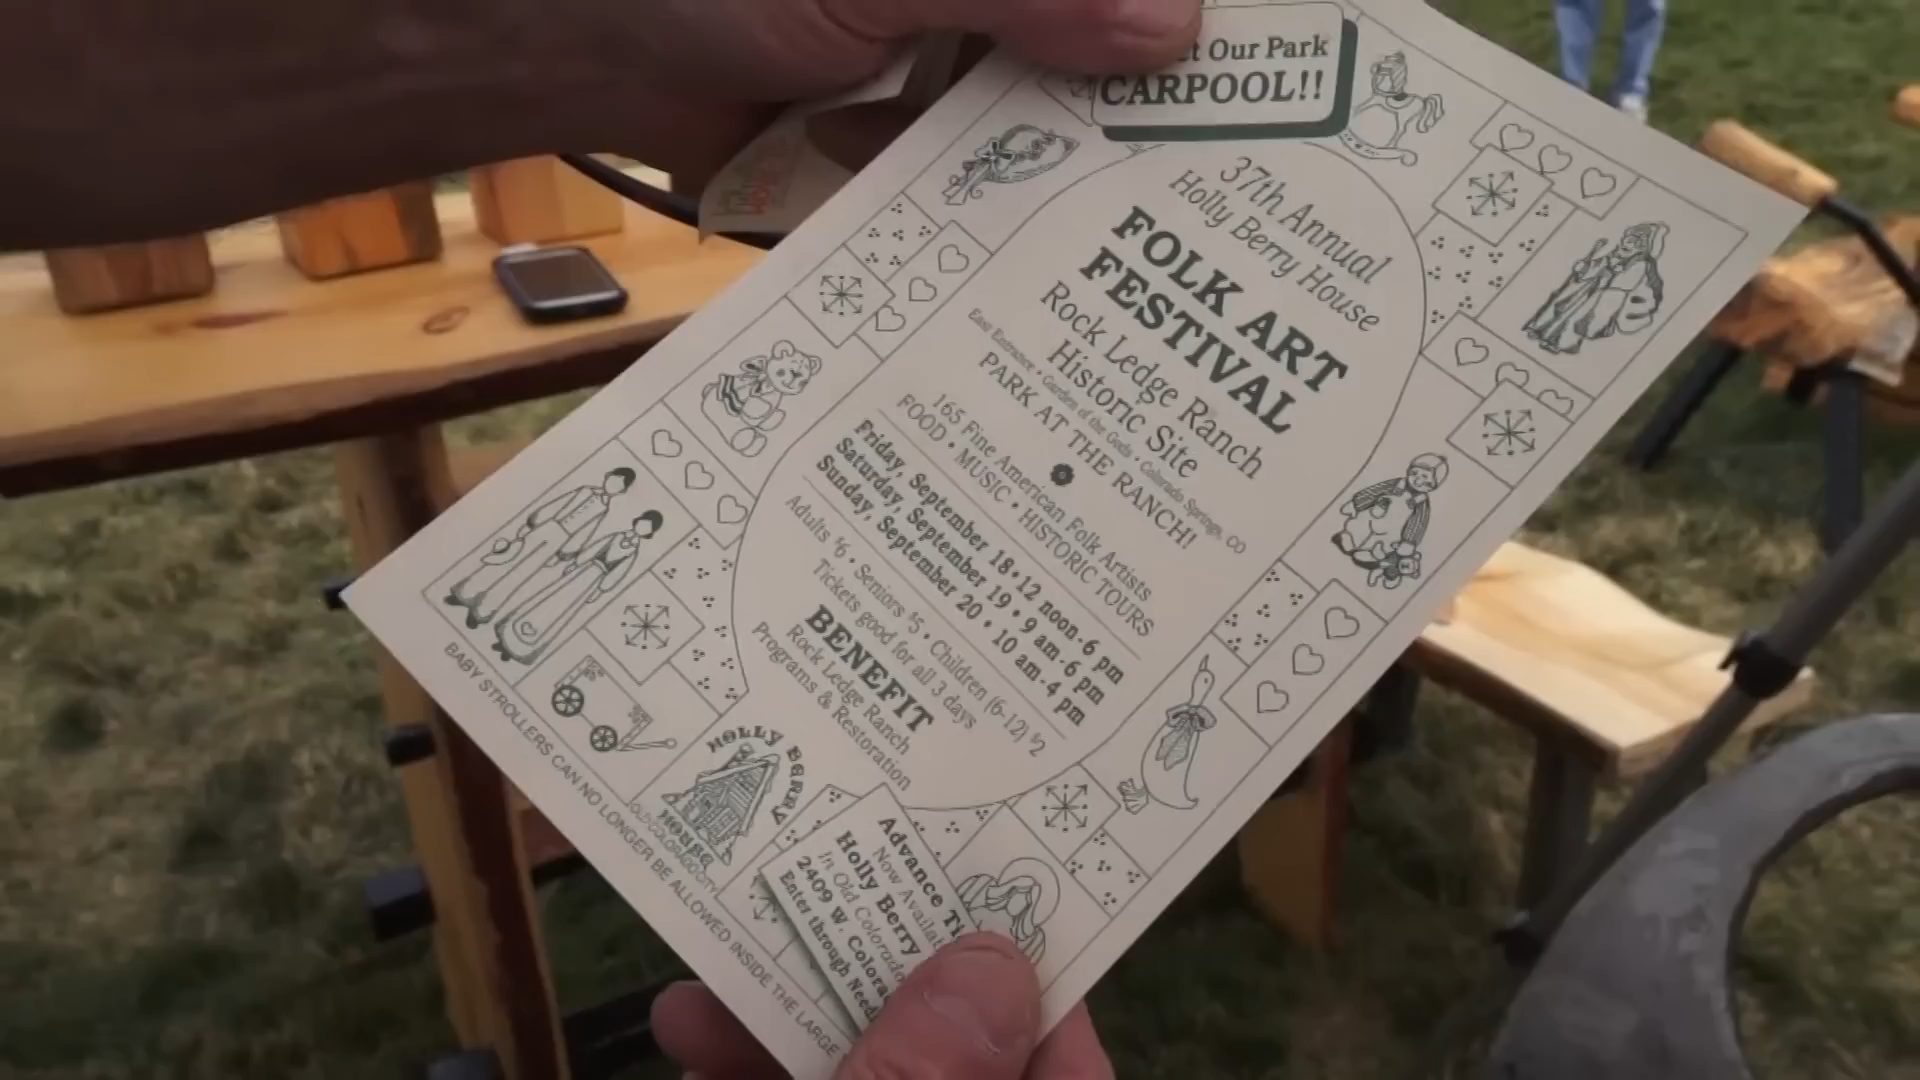 Our Park
CARPOOL!!
37th Annual
Holly Berry House
FOLK ART
FESTIVAL
Rock Ledge Ranch
Historic Site
East Entrance • Garden of the Gods • Colorado Springs, CO
PARK AT THE RANCH!
165 Fine American Folk Artists
FOOD • MUSIC • HISTORIC TOURS
Friday, September 18 • 12 noon-6 pm
Saturday, September 19 • 9 am-6 pm
Sunday, September 20 • 10 am-4 pm
Adults $6 • Seniors $5 • Children (6-12) $2
Tickets good for all 3 days
BENEFIT
Rock Ledge Ranch
Programs & Restoration
HOLLY BERRY
HOUSE
OLD COLORADO CITY
Advance
Now
Holly Berry
in Old
2409 W.
Enter through
BABY STROLLERS CAN NO LONGER BE ALLOWED INSIDE THE LARGE